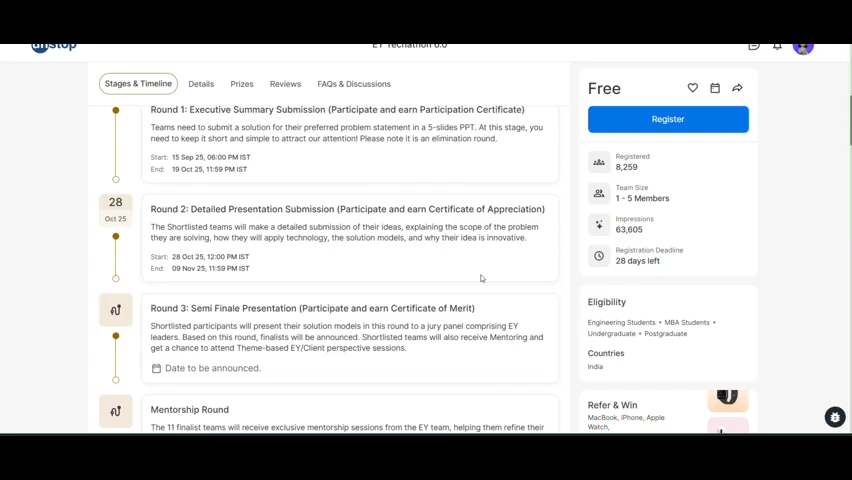 unstop
EY Techathon 6.0
Stages & Timeline
Details
Prizes
Reviews
FAQs & Discussions
Round 1: Executive Summary Submission (Participate and earn Participation Certificate)
Teams need to submit a solution for their preferred problem statement in a 5-slides PPT. At this stage, you
need to keep it short and simple to attract our attention! Please note it is an elimination round.
Start: 15 Sep 25, 06:00 PM IST
End: 19 Oct 25, 11:59 PM IST
28
Oct 25
Round 2: Detailed Presentation Submission (Participate and earn Certificate of Appreciation)
The Shortlisted teams will make a detailed submission of their ideas, explaining the scope of the problem
they are solving, how they will apply technology, the solution models, and why their idea is innovative.
Start: 28 Oct 25, 12:00 PM IST
End: 09 Nov 25, 11:59 PM IST
Round 3: Semi Finale Presentation (Participate and earn Certificate of Merit)
Shortlisted participants will present their solution models in this round to a jury panel comprising EY
leaders. Based on this round, finalists will be announced. Shortlisted teams will also receive Mentoring and
get a chance to attend Theme-based EY/Client perspective sessions.
Date to be announced.
Mentorship Round
The 11 finalist teams will receive exclusive mentorship sessions from the EY team, helping them refine their
Free
Register
Registered
8,259
Team Size
1 - 5 Members
Impressions
63,605
Registration Deadline
28 days left
Eligibility
Engineering Students • MBA Students •
Undergraduate • Postgraduate
Countries
India
Refer & Win
MacBook, iPhone, Apple
Watch,